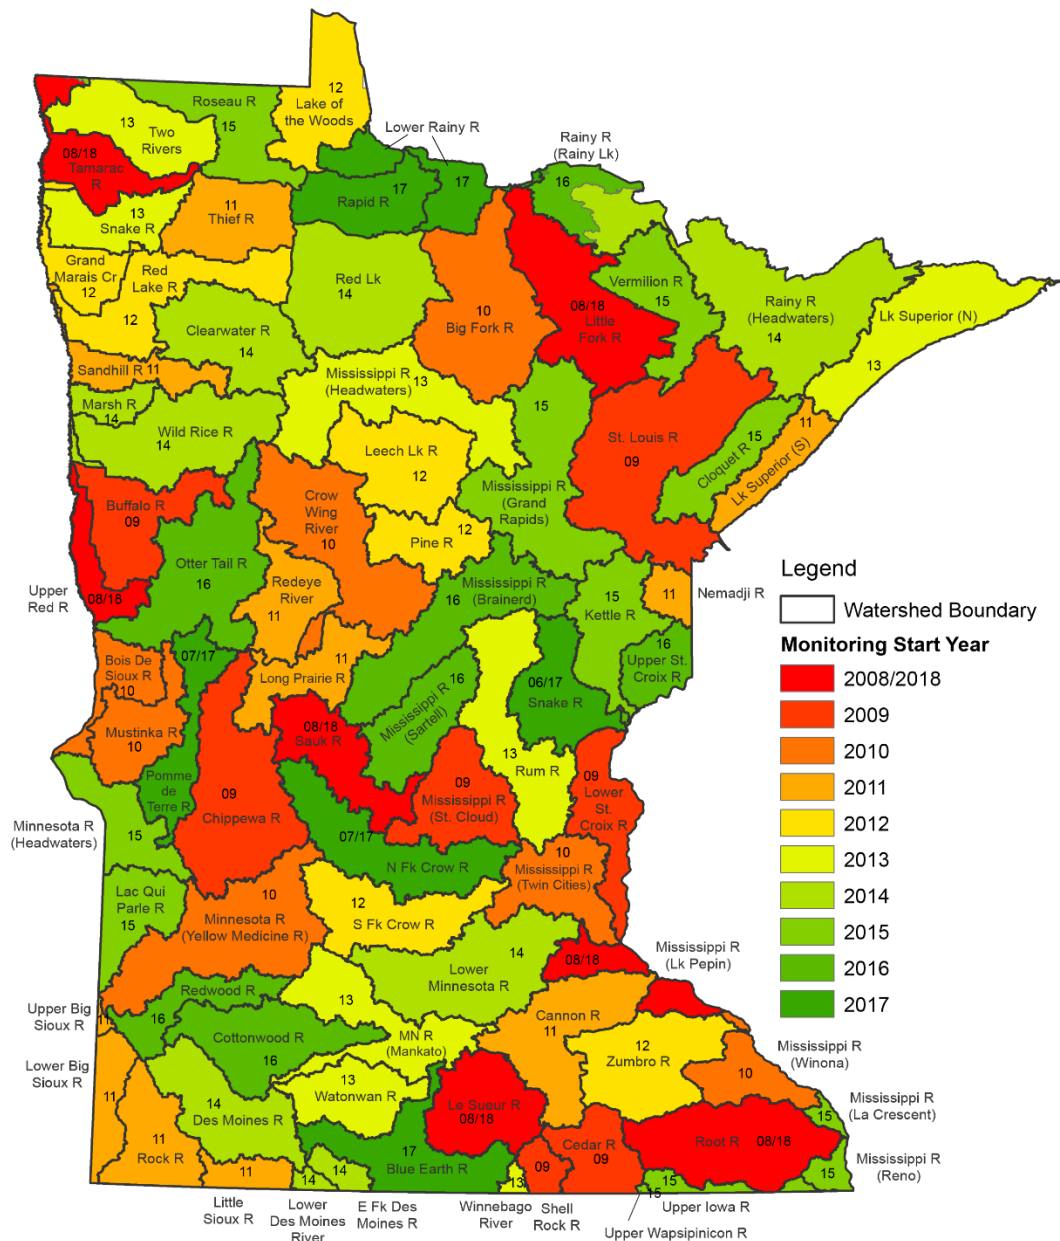 12
Lake of
the Woods
Roseau R
15
13
Two
Rivers
Lower Rainy R
Rainy R
(Rainy Lk)
16
08/18
Tamarac
R
17
Rapid R
17
13
Snake R
11
Thief R
Grand
Marais Cr
12
Red
Lake R
12
Red Lk
14
10
Big Fork R
08/18
Little
Fork R
Vermilion R
15
Rainy R
(Headwaters)
14
Lk Superior (N)
13
Clearwater R
14
Sandhill R
11
Marsh R
14
Wild Rice R
14
Mississippi R
(Headwaters)
13
15
Mississippi R
(Grand
Rapids)
Leech Lk R
12
St. Louis R
09
15
Cloquet R
11
Lk Superior (S)
Buffalo R
09
Crow
Wing
River
10
12
Pine R
Otter Tail R
16
Upper
Red R
08/18
Redeye
River
11
Mississippi R
(Brainerd)
16
15
Kettle R
11
Nemadji R
16
Upper St.
Croix R
Bois De
Sioux R
10
07/17
11
Long Prairie R
16
Mississippi R
(Sartell)
06/17
Snake R
Mustinka R
10
08/18
Sauk R
13
Rum R
Pomme
de
Terre R
09
Chippewa R
09
Mississippi R
(St. Cloud)
09
Lower
St.
Croix R
Minnesota R
(Headwaters)
15
07/17
N Fk Crow R
10
Mississippi R
(Twin Cities)
Lac Qui
Parle R
15
10
Minnesota R
(Yellow Medicine R)
12
S Fk Crow R
14
Lower
Minnesota R
08/18
Mississippi R
(Lk Pepin)
Redwood R
16
13
Cannon R
11
Upper Big
Sioux R
11
Cottonwood R
16
MN R
(Mankato)
12
Zumbro R
Mississippi R
(Winona)
10
Lower Big
Sioux R
11
13
Watonwan R
Le Sueur R
08/18
Mississippi R
(La Crescent)
15
14
Des Moines R
11
Rock R
17
Blue Earth R
Cedar R
09
Root R
08/18
Mississippi R
(Reno)
15
11
14
14
13
09
15
15
Little
Sioux R
Lower
Des Moines
River
E Fk Des
Moines R
Winnebago
River
Shell
Rock R
Upper Iowa R
Upper Wapsipinicon R
Legend
Watershed Boundary
Monitoring Start Year
2008/2018
2009
2010
2011
2012
2013
2014
2015
2016
2017